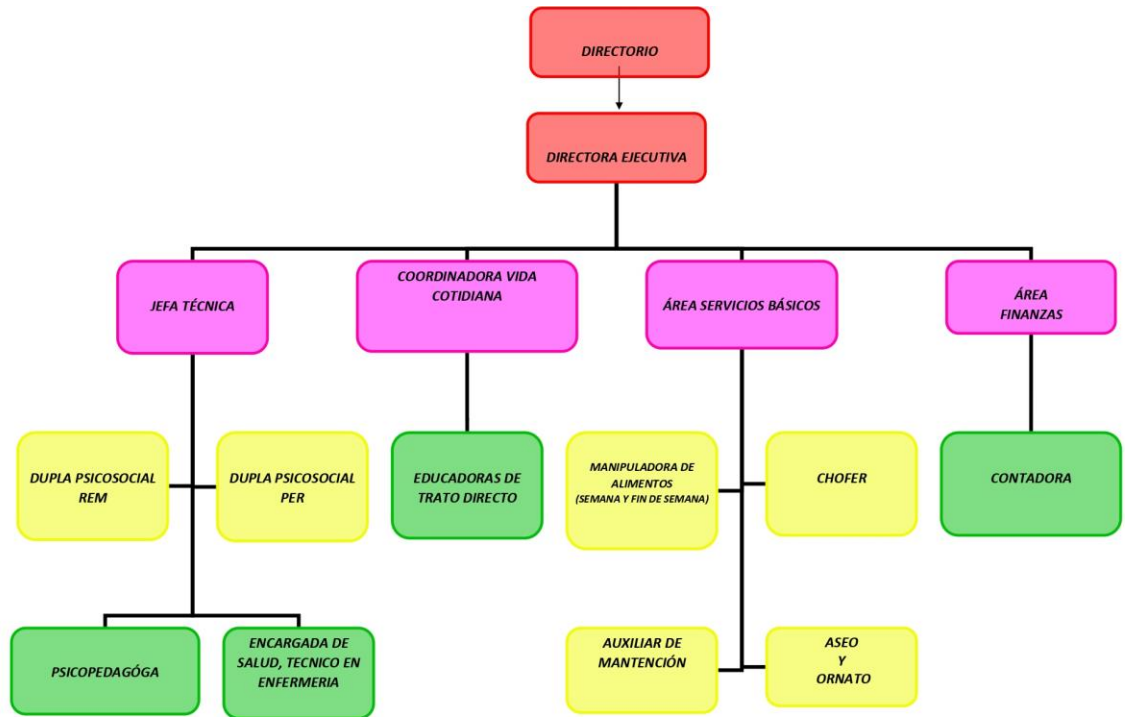 DIRECTORIO
DIRECTORA EJECUTIVA
JEFA TÉCNICA
COORDINADORA VIDA
COTIDIANA
ÁREA SERVICIOS BÁSICOS
ÁREA
FINANZAS
DUPLA PSICOSOCIAL
REM
DUPLA PSICOSOCIAL
PER
EDUCADORAS DE
TRATO DIRECTO
MANIPULADORA DE
ALIMENTOS
(SEMANA Y FIN DE SEMANA)
CHOFER
CONTADORA
PSICOPEDAGÓGA
ENCARGADA DE
SALUD, TECNICO EN
ENFERMERIA
AUXILIAR DE
MANTENCIÓN
ASEO
Y
ORNATO